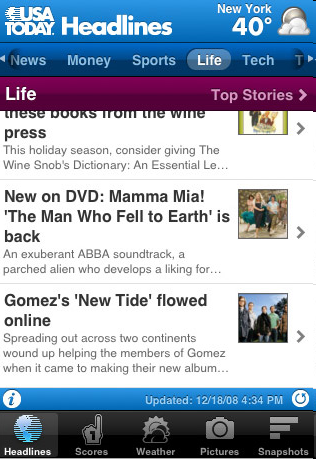 USA
TODAY.
Headlines
New York
40°
News Money Sports Life Tech T
Life
Top Stories
these books from the wine
press
This holiday season, consider giving The
Wine Snob's Dictionary: An Essential Le...
New on DVD: Mamma Mia!
'The Man Who Fell to Earth' is
back
An exuberant ABBA soundtrack, a
parched alien who develops a liking for...
Gomez's 'New Tide' flowed
online
Spreading out across two continents
wound up helping the members of Gomez
when it came to making their new album...
Updated: 12/18/08 4:34 PM
Headlines Scores Weather Pictures Snapshots